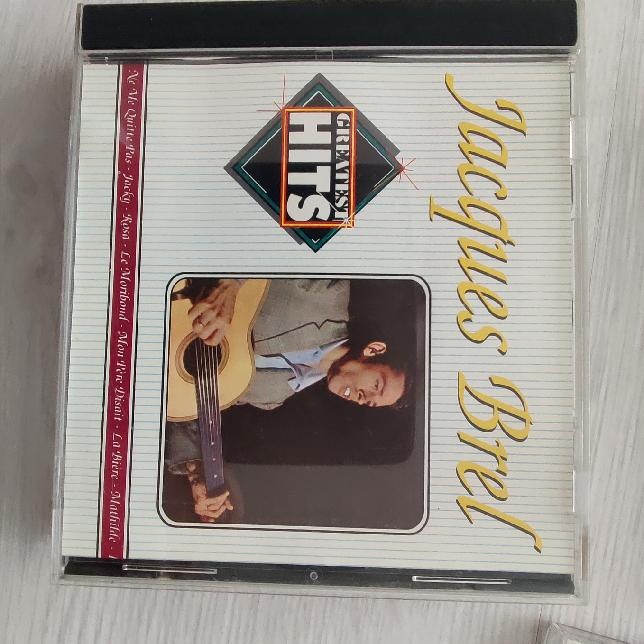 Jacques Brel
GREATEST
HITS
Ne Me Quitte Pas - Jacky - Rosa - Le Moribond - Mon Père Disait - La Bière - Mathilde -